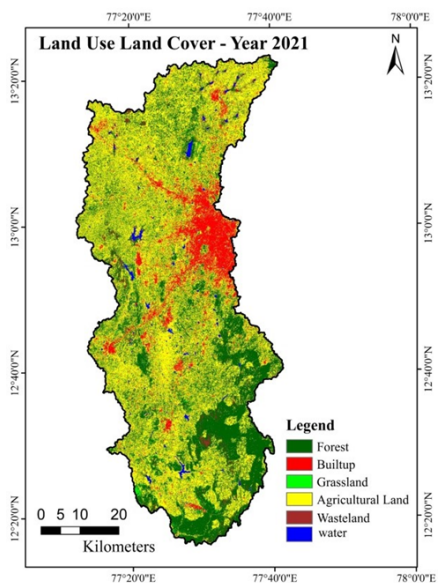 77°20'0"E 77°40'0"E 78°0'0"E
Land Use Land Cover - Year 2021
N
13°20'0"N 13°20'0"N
13°0'0"N 13°0'0"N
12°40'0"N 12°40'0"N
12°20'0"N 12°20'0"N
Legend
Forest
Builtup
Grassland
Agricultural Land
Wasteland
water
0 5 10 20
Kilometers
77°20'0"E 77°40'0"E 78°0'0"E